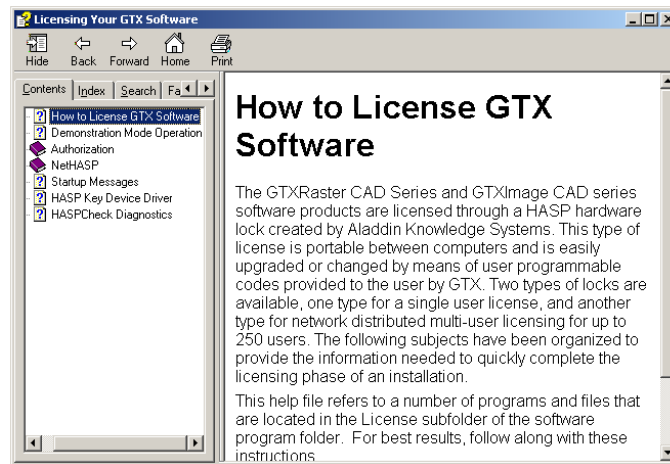 Licensing Your GTX Software
Hide Back Forward Home Print
Contents Index Search Fa
How to License GTX Software
Demonstration Mode Operation
Authorization
NetHASP
Startup Messages
HASP Key Device Driver
HASPCheck Diagnostics
How to License GTX
Software
The GTXRaster CAD Series and GTXImage CAD series
software products are licensed through a HASP hardware
lock created by Aladdin Knowledge Systems. This type of
license is portable between computers and is easily
upgraded or changed by means of user programmable
codes provided to the user by GTX. Two types of locks are
available, one type for a single user license, and another
type for network distributed multi-user licensing for up to
250 users. The following subjects have been organized to
provide the information needed to quickly complete the
licensing phase of an installation.
This help file refers to a number of programs and files that
are located in the License subfolder of the software
program folder. For best results, follow along with these
instructions